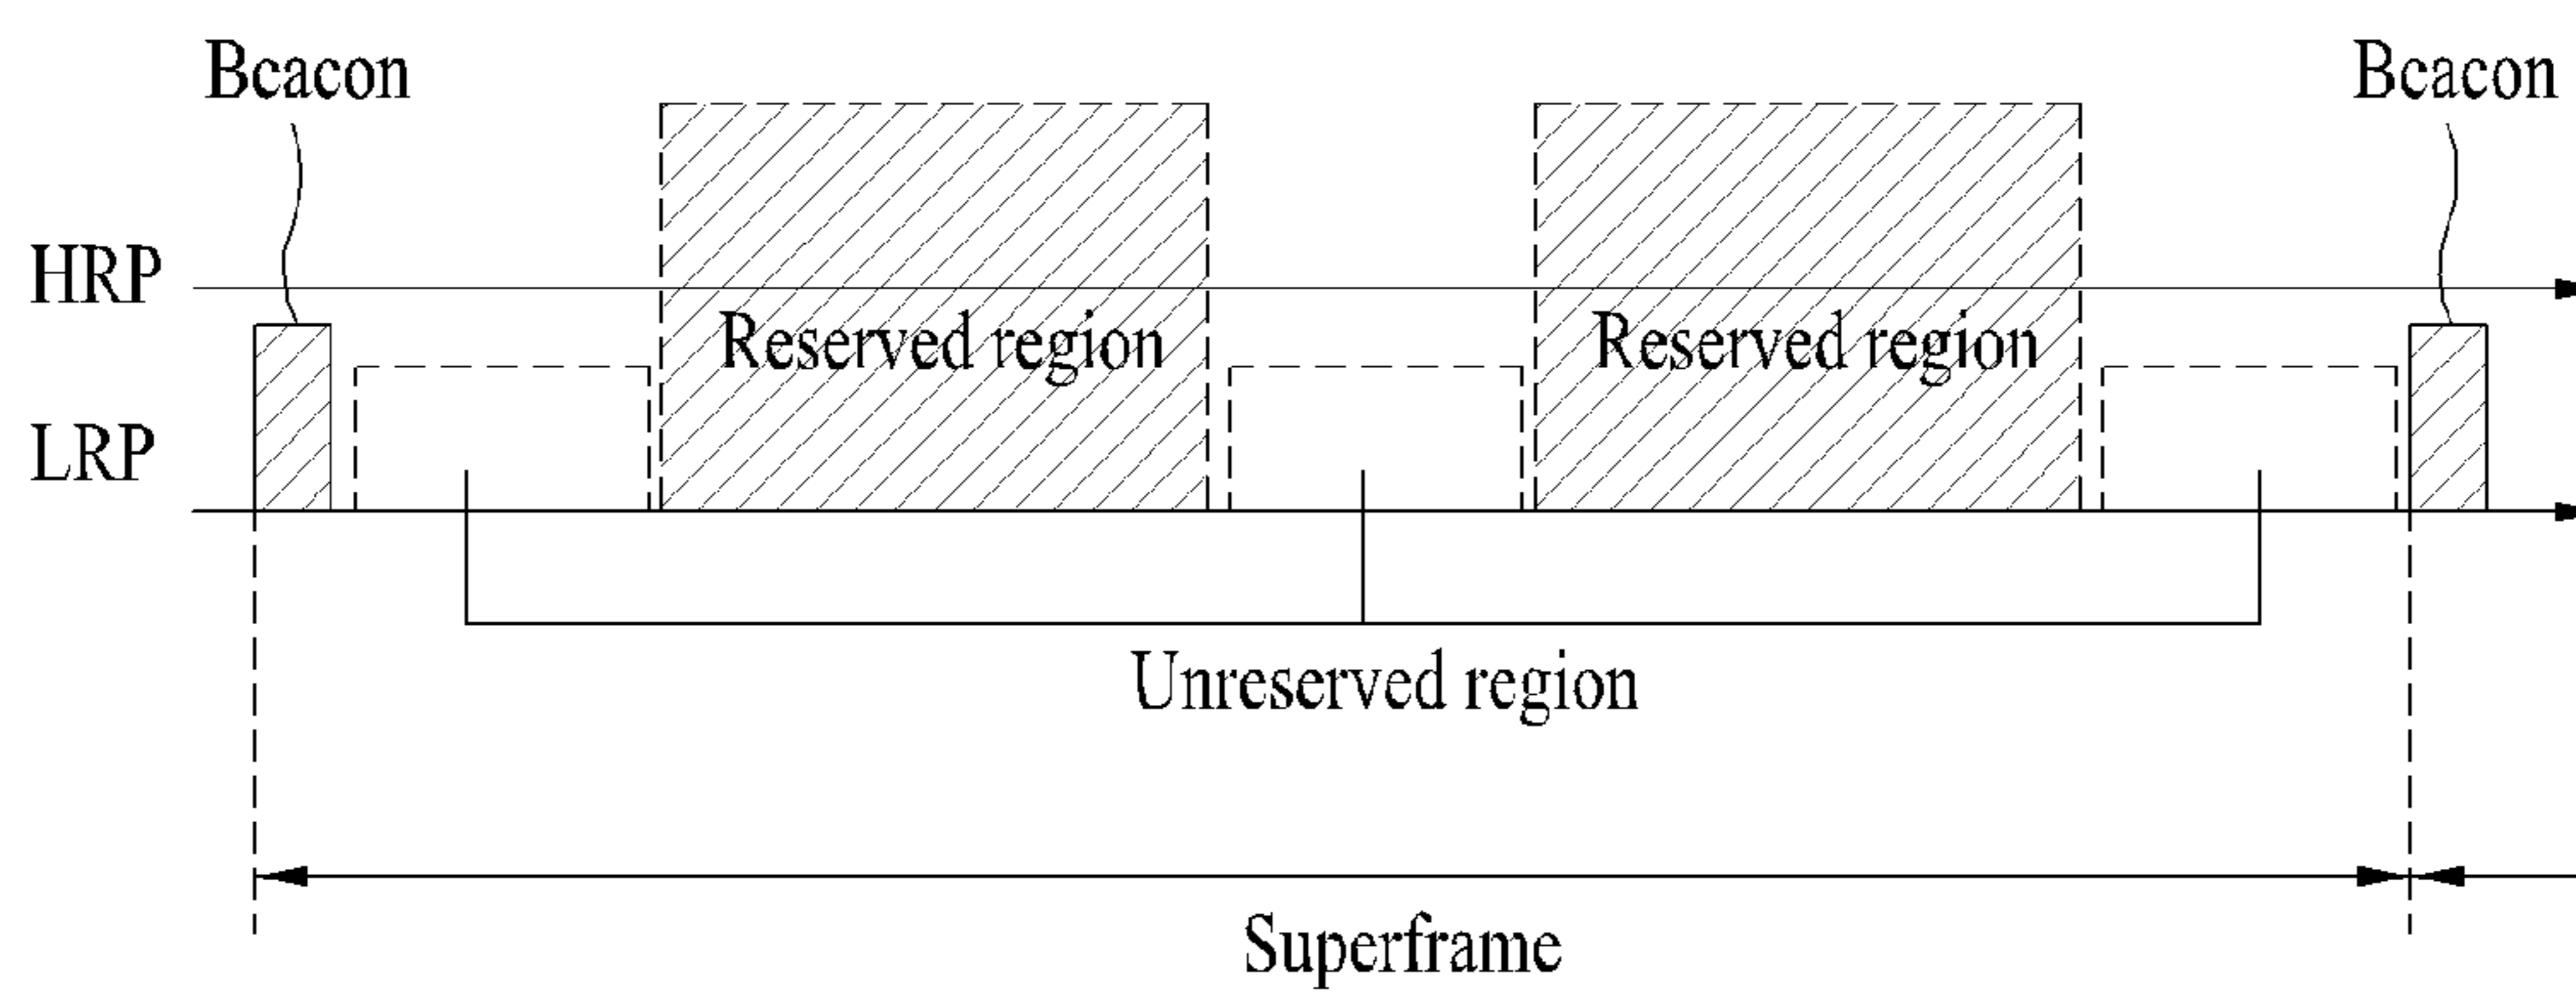 Bcacon
Bcacon
HRP
Reserved region
Reserved region
LRP
Unreserved region
Superframe